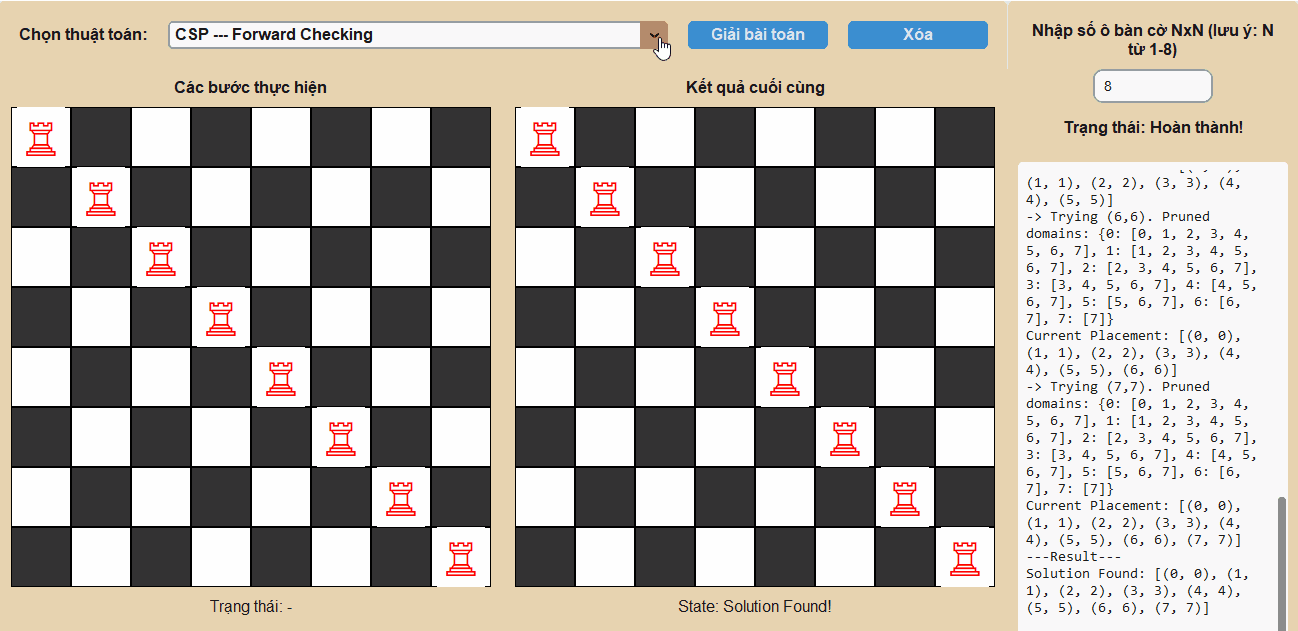 Chọn thuật toán:
CSP --- Forward Checking
Giải bài toán
Xóa
Các bước thực hiện
Kết quả cuối cùng
Trạng thái: -
State: Solution Found!
Nhập số ô bàn cờ NxN (lưu ý: N
từ 1-8)
8
Trạng thái: Hoàn thành!
(1, 1), (2, 2), (3, 3), (4,
4), (5, 5)]
-> Trying (6,6). Pruned
domains: {0: [0, 1, 2, 3, 4,
5, 6, 7], 1: [1, 2, 3, 4, 5,
6, 7], 2: [2, 3, 4, 5, 6, 7],
3: [3, 4, 5, 6, 7], 4: [4, 5,
6, 7], 5: [5, 6, 7], 6: [6,
7], 7: [7]}
Current Placement: [(0, 0),
(1, 1), (2, 2), (3, 3), (4,
4), (5, 5), (6, 6)]
-> Trying (7,7). Pruned
domains: {0: [0, 1, 2, 3, 4,
5, 6, 7], 1: [1, 2, 3, 4, 5,
6, 7], 2: [2, 3, 4, 5, 6, 7],
3: [3, 4, 5, 6, 7], 4: [4, 5,
6, 7], 5: [5, 6, 7], 6: [6,
7], 7: [7]}
Current Placement: [(0, 0),
(1, 1), (2, 2), (3, 3), (4,
4), (5, 5), (6, 6), (7, 7)]
---Result---
Solution Found: [(0, 0), (1,
1), (2, 2), (3, 3), (4, 4),
(5, 5), (6, 6), (7, 7)]